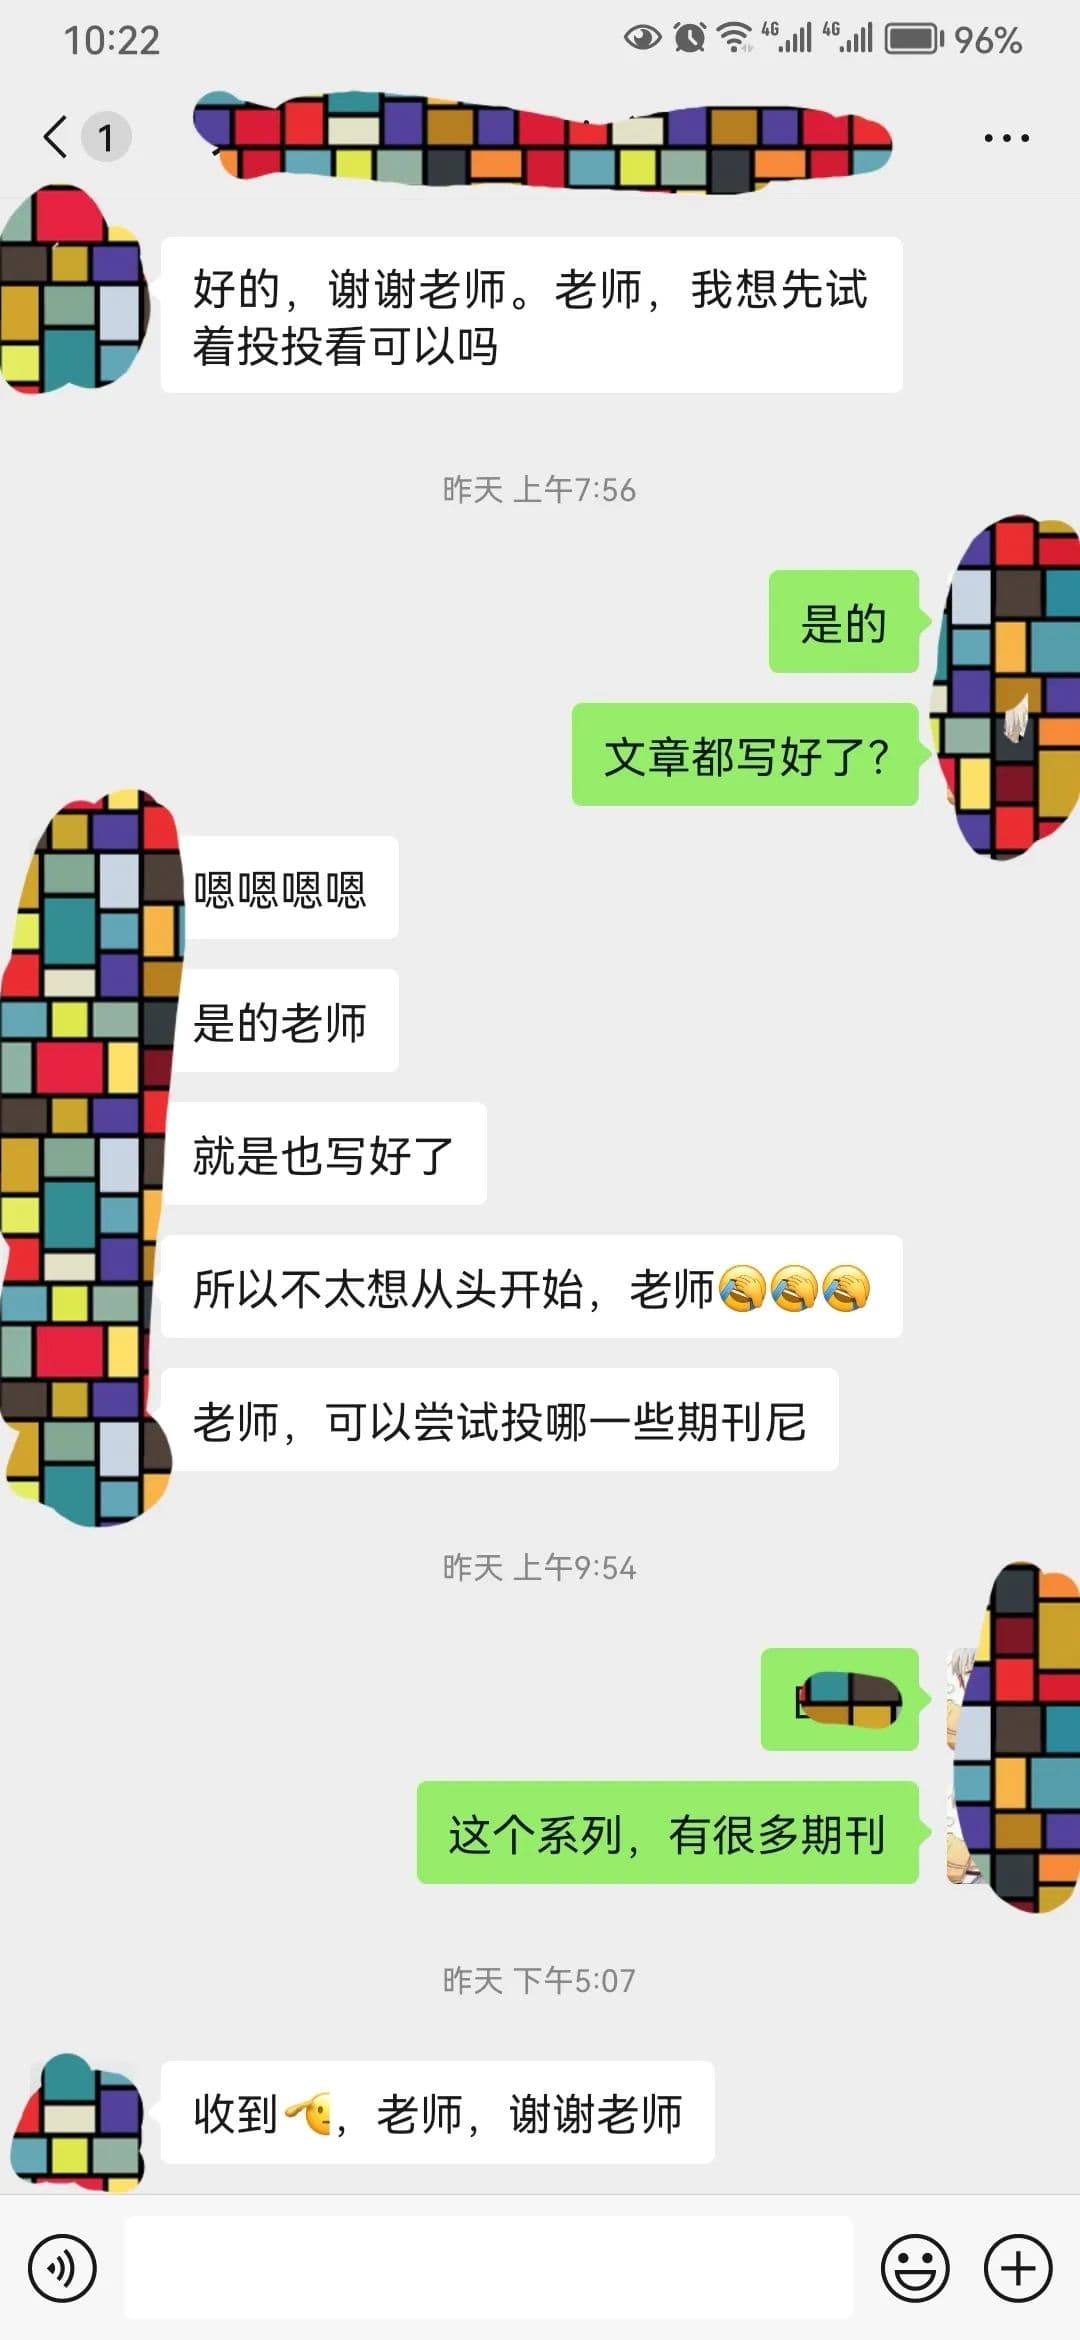 10:22
4G 4G 96%
1
好的，谢谢老师。老师，我想先试
着投投看可以吗
昨天 上午7:56
是的
文章都写好了？
嗯嗯嗯嗯
是的老师
就是也写好了
所以不太想从头开始，老师🤦🤦🤦
老师，可以尝试投哪一些期刊尼
昨天 上午9:54
这个系列，有很多期刊
昨天 下午5:07
收到🫡，老师，谢谢老师